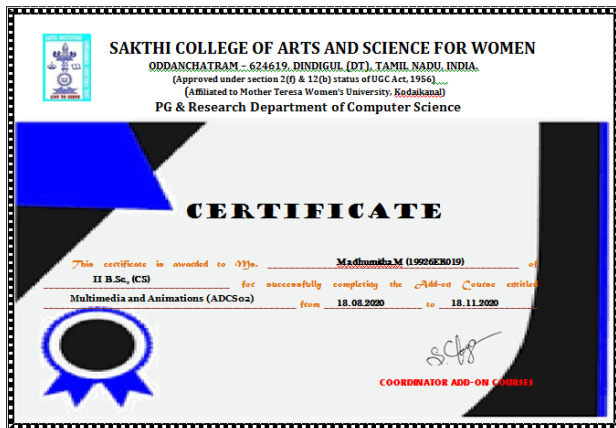 SAKTHI COLLEGE OF ARTS AND SCIENCE FOR WOMEN
ODDANCHATRAM – 624619, DINDIGUL (DT), TAMIL NADU, INDIA.
(Approved under section 2(f) & 12(b) status of UGC Act, 1956)
(Affiliated to Mother Teresa Women's University, Kodaikanal)
PG & Research Department of Computer Science
LIVE TO SERVE
CERTIFICATE
This certificate is awarded to Ms. Madhumitha.M (19926ER019) of
II B.Sc., (CS) for successfully completing the Add-on Course entitled
Multimedia and Animations (ADCS02) from 18.08.2020 to 18.11.2020
COORDINATOR ADD-ON COURSES